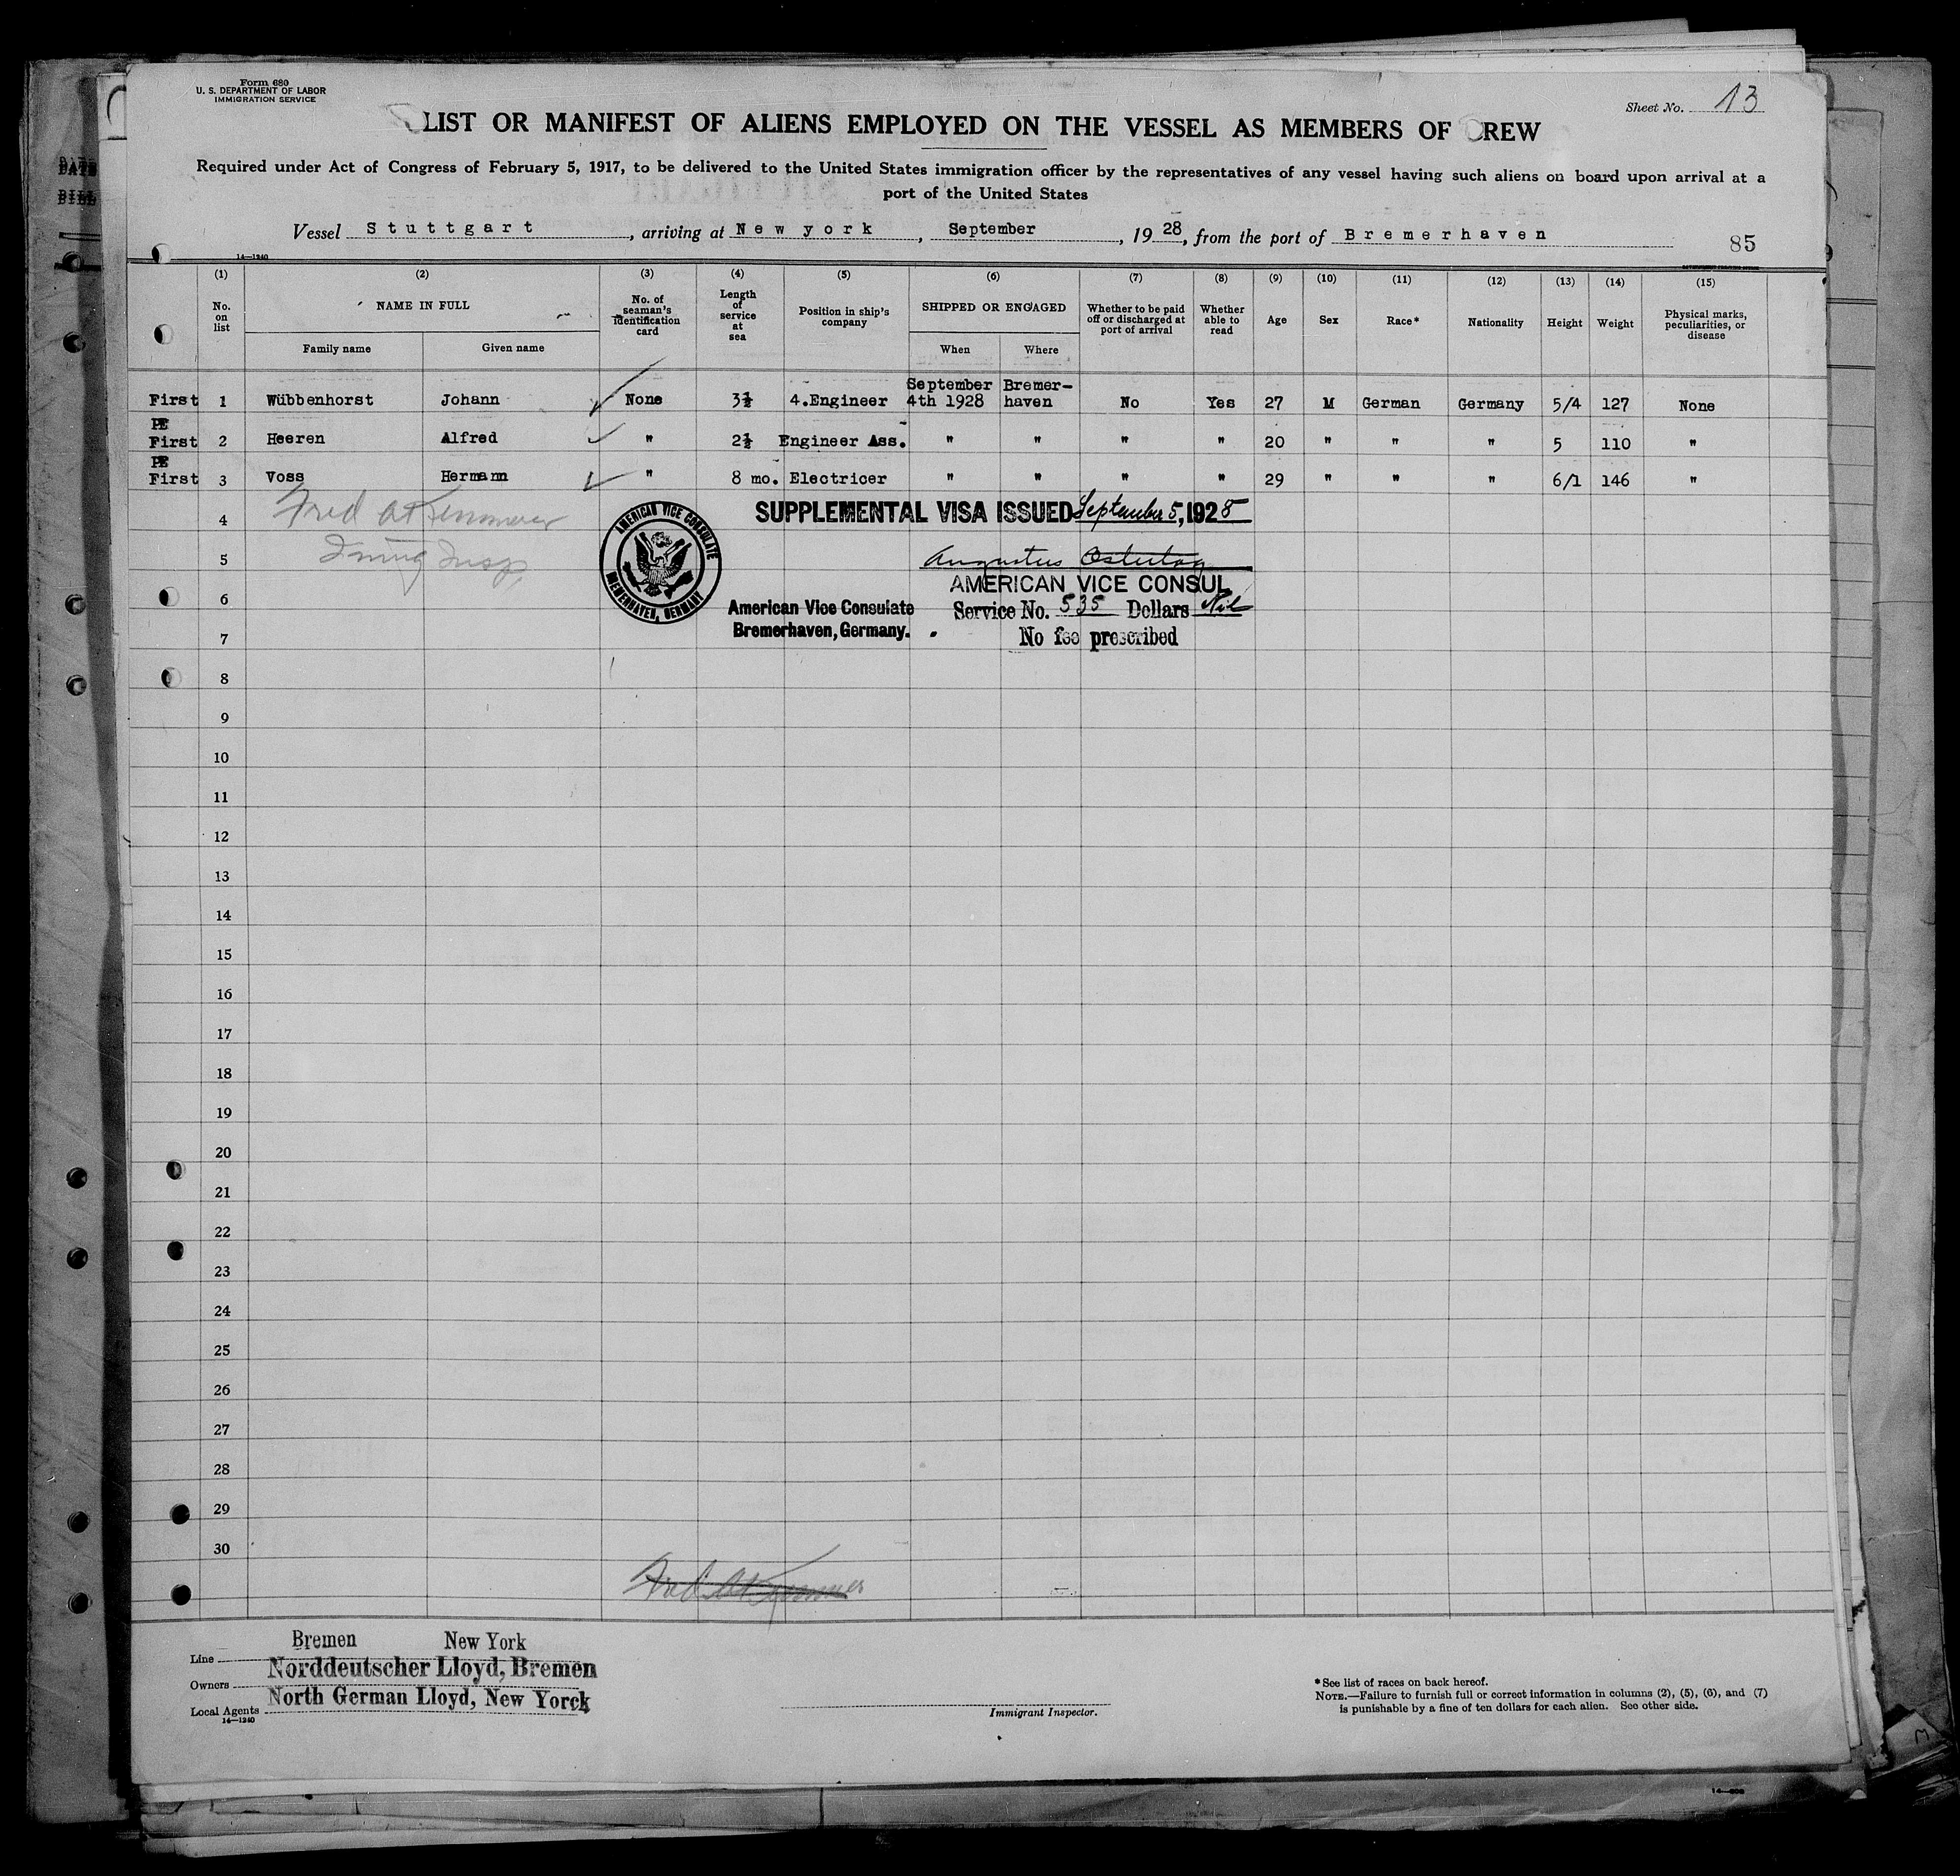 Form 680
U. S. DEPARTMENT OF LABOR
IMMIGRATION SERVICE
Sheet No. 13
LIST OR MANIFEST OF ALIENS EMPLOYED ON THE VESSEL AS MEMBERS OF CREW
Required under Act of Congress of February 5, 1917, to be delivered to the United States immigration officer by the representatives of any vessel having such aliens on board upon arrival at a
port of the United States
Vessel Stuttgart, arriving at New york, September, 1928, from the port of Bremerhaven
85
14—1240
(1) (2) (3) (4) (5) (6) (7) (8) (9) (10) (11) (12) (13) (14) (15)
No. on list NAME IN FULL Family name Given name No. of seaman's identification card Length of service at sea Position in ship's company SHIPPED OR ENGAGED When Where Whether to be paid off or discharged at port of arrival Whether able to read Age Sex Race* Nationality Height Weight Physical marks, peculiarities, or disease
First 1 Wübbenhorst Johann None 3½ 4.Engineer September 4th 1928 Bremer-haven No Yes 27 M German Germany 5/4 127 None
First 2 Heeren Alfred " 2½ Engineer Ass. " " " " 20 " " " 5 110 "
First 3 Voss Hermann " 8 mo. Electricer " " " " 29 " " " 6/1 146 "
4 Fred
SUPPLEMENTAL VISA ISSUED September 5, 1928
5
Augustus Ostertag
AMERICAN VICE CONSULATE
BREMERHAVEN, GERMANY
AMERICAN VICE CONSUL
6
American Vice Consulate
Bremerhaven, Germany.
Service No. 535 Dollars Nil
No fee prescribed
7
8
9
10
11
12
13
14
15
16
17
18
19
20
21
22
23
24
25
26
27
28
29
30
Line Bremen New York
Owners Norddeutscher Lloyd, Bremen
Local Agents North German Lloyd, New Yorck
14—1240
Immigrant Inspector.
*See list of races on back hereof.
NOTE.—Failure to furnish full or correct information in columns (2), (5), (6), and (7)
is punishable by a fine of ten dollars for each alien. See other side.